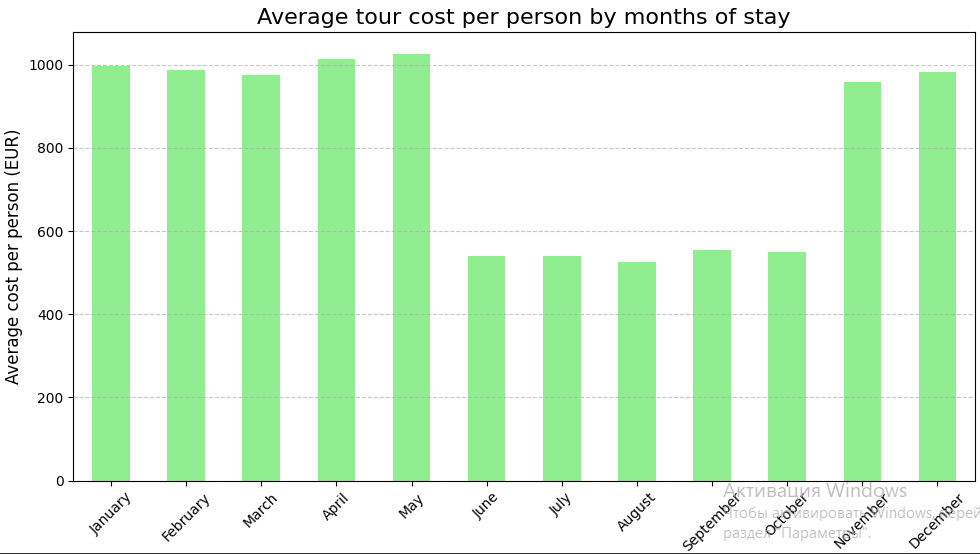 Average tour cost per person by months of stay
Average cost per person (EUR)
1000
800
600
400
200
0
January
February
March
April
May
June
July
August
September
October
November
December
Активация Windows
Чтобы активировать Windows, перей
раздел "Параметры".